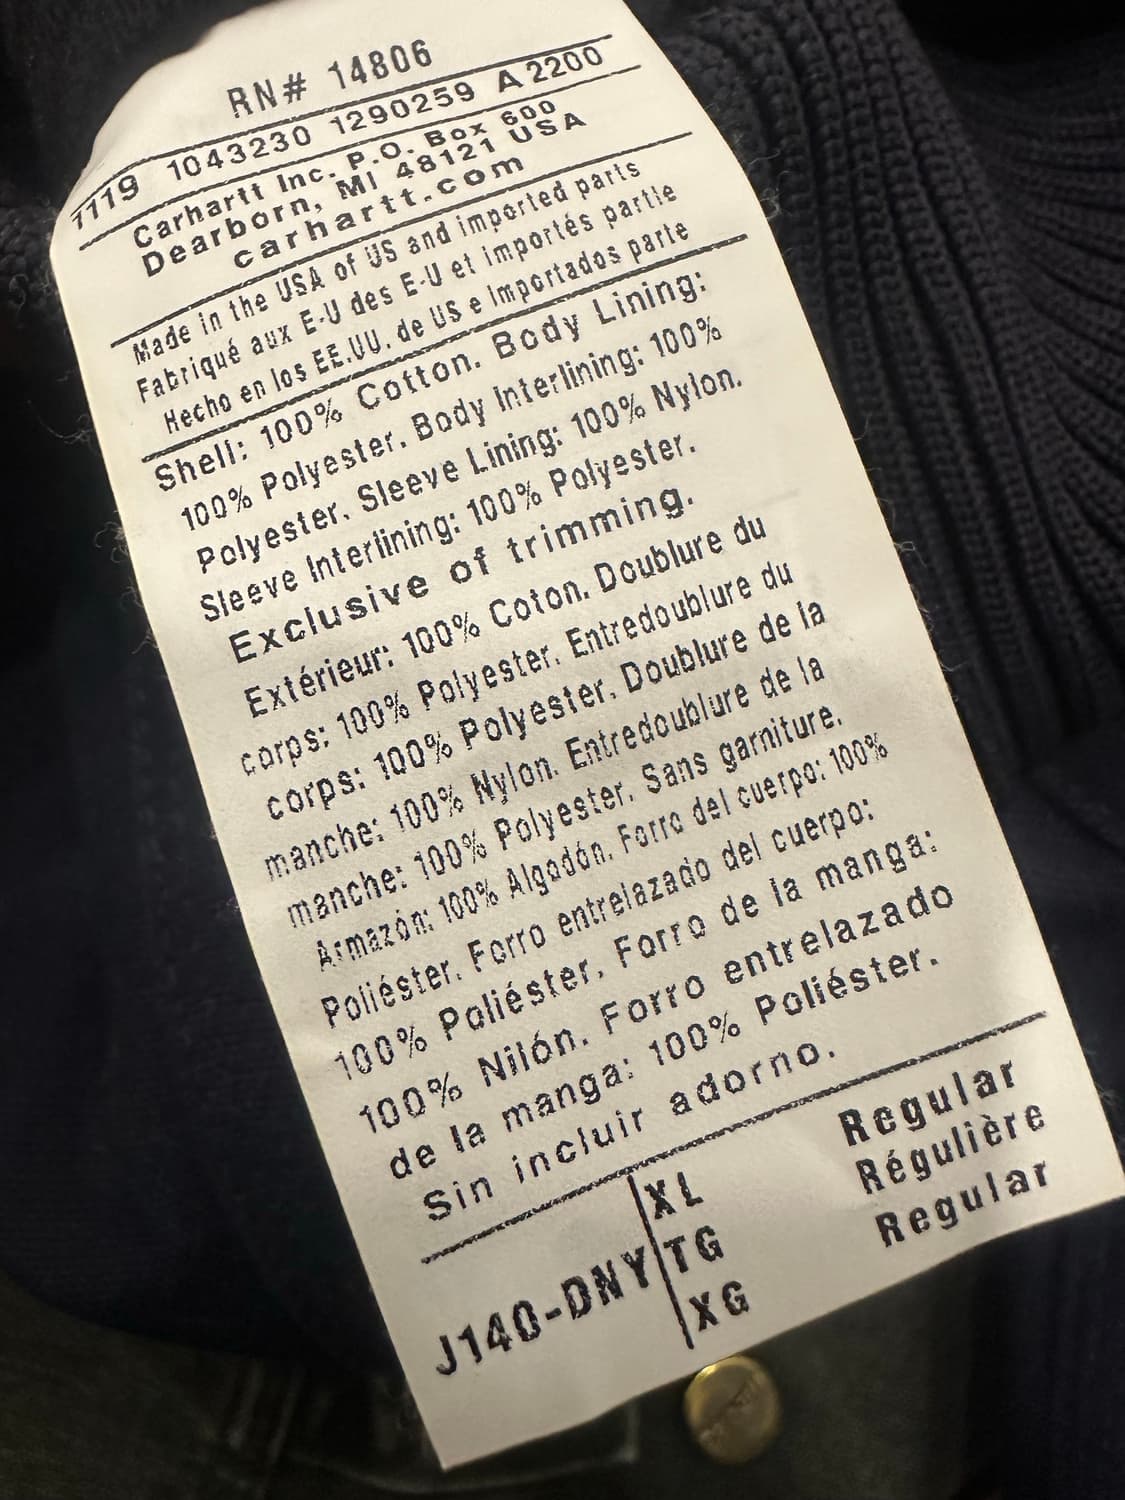 RN# 14806
1119 1043230 1290259 A 2200
Carhartt Inc. P.O. Box 600
Dearborn, MI 48121 USA
carhartt.com
Made in the USA of US and imported parts
Fabriqué aux E-U des E-U et importés partie
Hecho en los EE.UU. de US e Importados parte
Shell: 100% Cotton. Body Lining:
100% Polyester. Body Interlining: 100%
Polyester. Sleeve Lining: 100% Nylon.
Sleeve Interlining: 100% Polyester.
Exclusive of trimming.
Extérieur: 100% Coton. Doublure du
corps: 100% Polyester. Entredoublure du
corps: 100% Polyester. Doublure de la
manche: 100% Nylon. Entredoublure de la
manche: 100% Polyester. Sans garniture.
Armazón: 100% Algodón. Forro del cuerpo: 100%
Poliéster. Forro entrelazado del cuerpo:
100% Poliéster. Forro de la manga:
100% Nilón. Forro entrelazado
de la manga: 100% Poliéster.
Sin incluir adorno.
XL Regular
TG Régulière
J140-DNY XG Regular